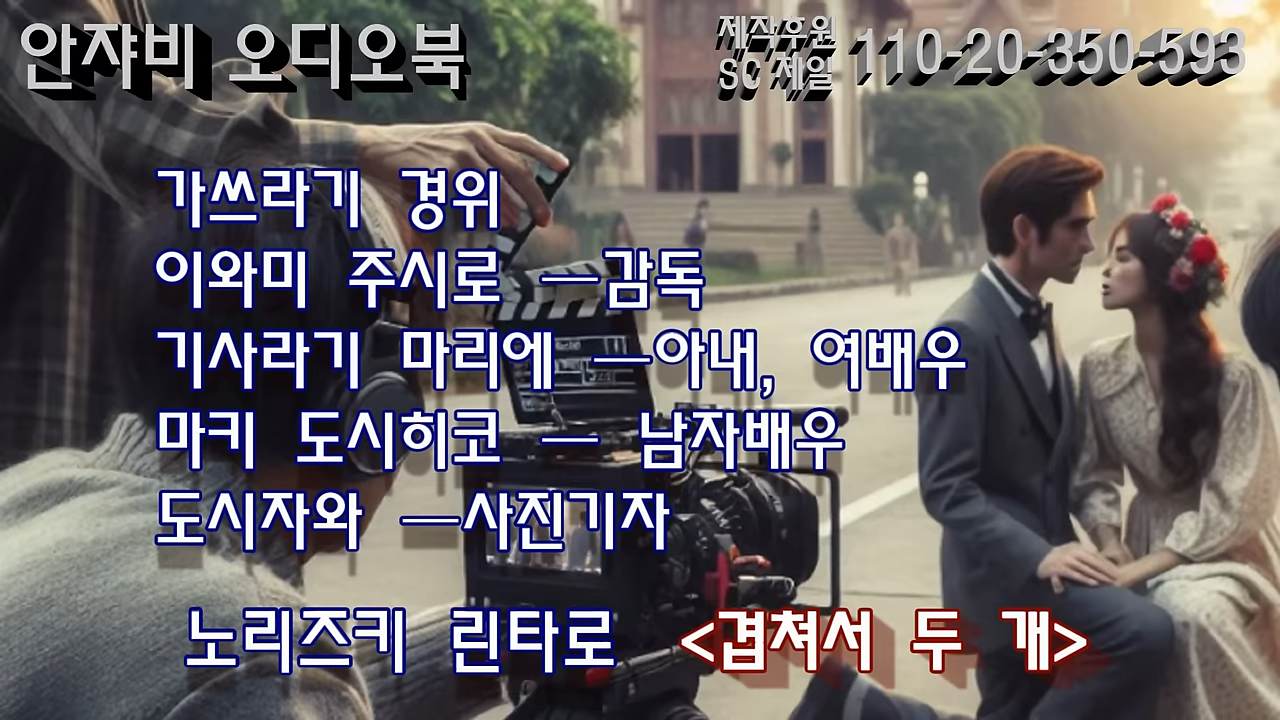 안쟈비 오디오북
제작후원
SC 제일
110-20-350-593
가쓰라기 경위
이와미 주시로 —감독
기사라기 마리에 —아내, 여배우
마키 도시히코 — 남자배우
도시자와 —사진기자
노리즈키 린타로 <겹쳐서 두 개>